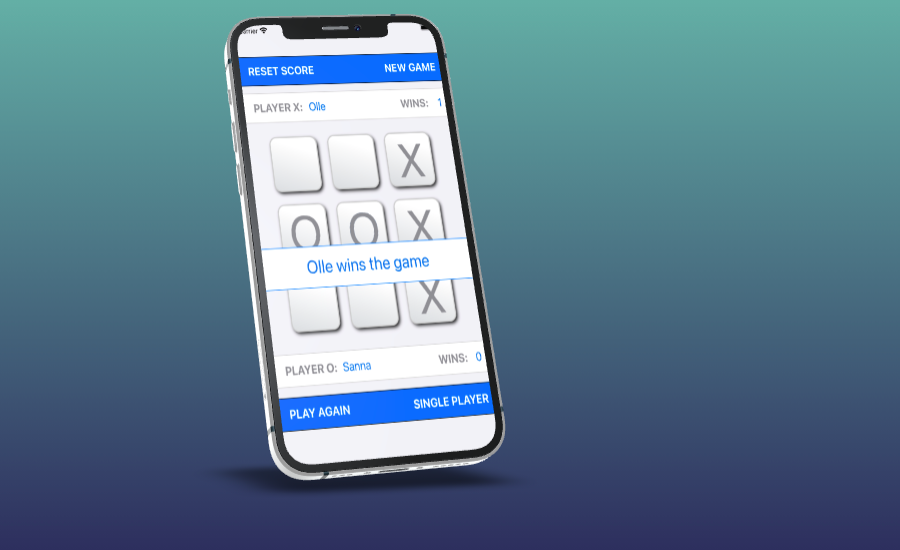 RESET SCORE NEW GAME
PLAYER X: Olle WINS: 1
X
O O X
Olle wins the game
X
PLAYER O: Sanna WINS: 0
PLAY AGAIN SINGLE PLAYER